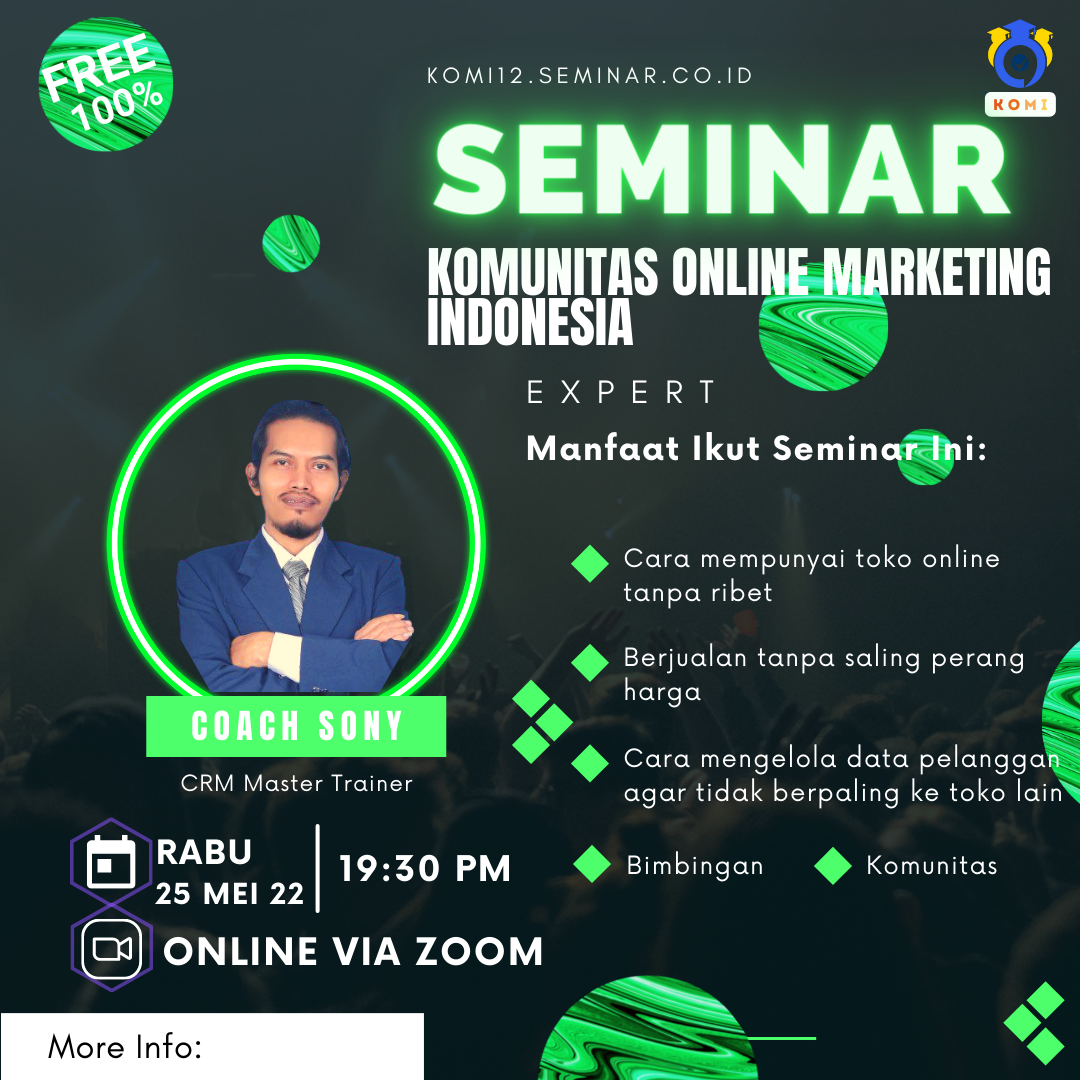 FREE
100%
KOMI12.SEMINAR.CO.ID
KOMI
SEMINAR
KOMUNITAS ONLINE MARKETING
INDONESIA
EXPERT
Manfaat Ikut Seminar Ini:
Cara mempunyai toko online
tanpa ribet
Berjualan tanpa saling perang
harga
Cara mengelola data pelanggan
agar tidak berpaling ke toko lain
Bimbingan
Komunitas
COACH SONY
CRM Master Trainer
RABU
25 MEI 22
19:30 PM
ONLINE VIA ZOOM
More Info: